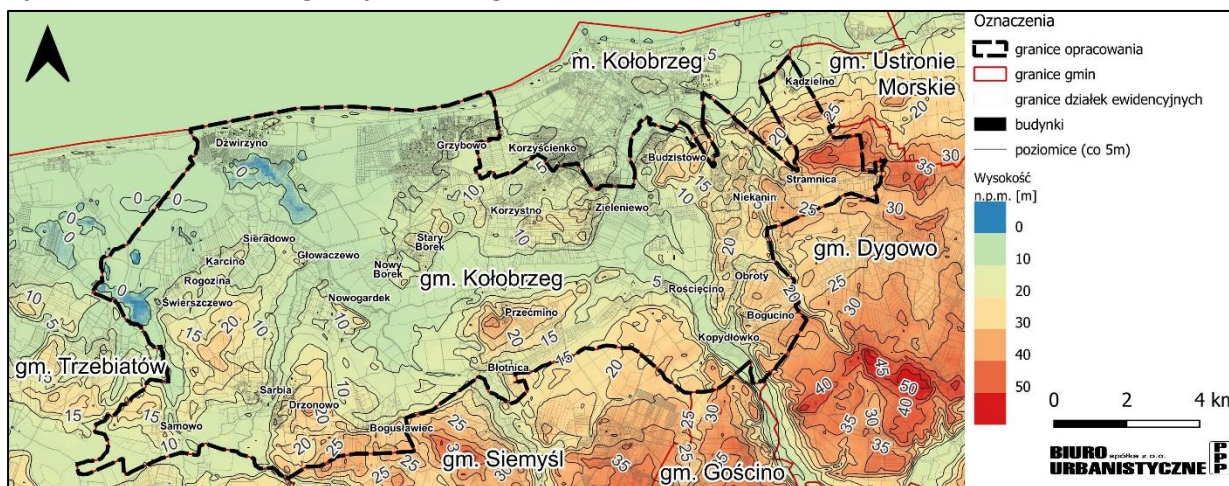 m. Kołobrzeg
gm. Ustronie
Morskie
Kądzielno
Dźwirzyno
Grzybowo
Korzyścienko
Budzistowo
Stramnica
Niekanin
Korzystno
Zieleniewo
gm. Dygowo
Sieradowo
Karcino
Głowaczewo
Stary
Borek
Nowy
Borek
Rogozina
Świerszczewo
gm. Kołobrzeg
Nowogardek
Obroty
Rościęcino
Bogucino
Przećmino
Kopydłówko
gm. Trzebiatów
Błotnica
Sarbia
Drzonowo
Samowo
Bogusławiec
gm. Siemyśl
gm. Gościno
Oznaczenia
granice opracowania
granice gmin
granice działek ewidencyjnych
budynki
poziomice (co 5m)
Wysokość
n.p.m. [m]
0
10
20
30
40
50
0 2 4 km
BIURO spółka z o.o.
URBANISTYCZNE
PPP